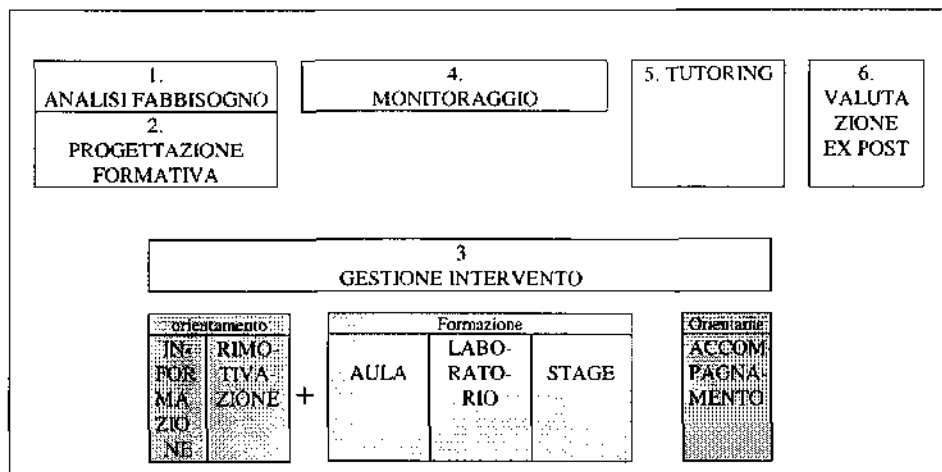 1.
ANALISI FABBISOGNO
2.
PROGETTAZIONE
FORMATIVA
4.
MONITORAGGIO
5. TUTORING
6.
VALUTA
ZIONE
EX POST
3
GESTIONE INTERVENTO
orientamento
IN-
FOR
MA
ZIO
NE
RIMO-
TIVA-
ZIONE
+
Formazione
AULA
LABO-
RATO-
RIO
STAGE
ACCOM
PAGNA-
MENTO